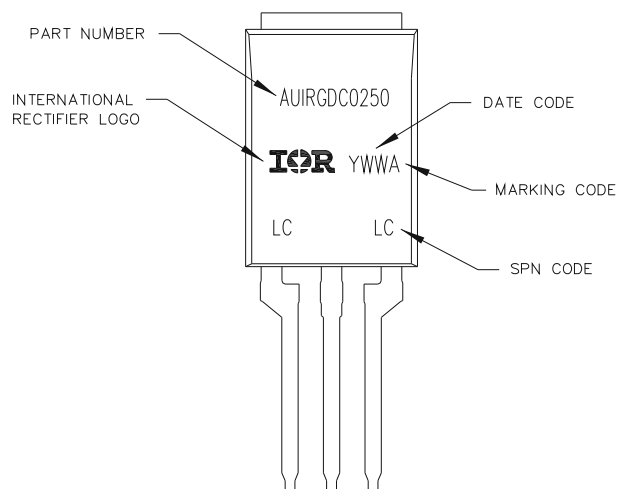 PART NUMBER
AUIRGDC0250
INTERNATIONAL
RECTIFIER LOGO
DATE CODE
IOR YWWA
MARKING CODE
LC LC
SPN CODE